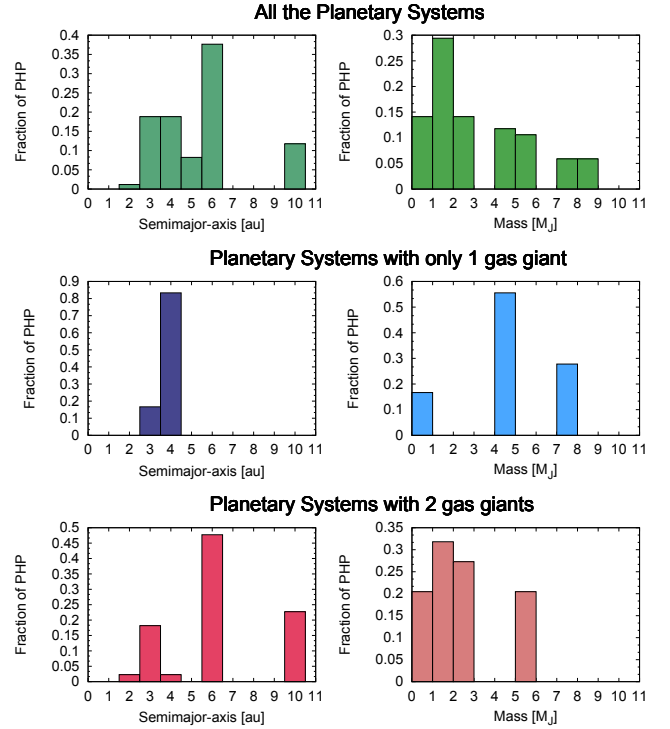 All the Planetary Systems
Fraction of PHP
0.4
0.35
0.3
0.25
0.2
0.15
0.1
0.05
0
0 1 2 3 4 5 6 7 8 9 10 11
Semimajor-axis [au]
Fraction of PHP
0.3
0.25
0.2
0.15
0.1
0.05
0
0 1 2 3 4 5 6 7 8 9 10 11
Mass [M_J]
Planetary Systems with only 1 gas giant
Fraction of PHP
0.9
0.8
0.7
0.6
0.5
0.4
0.3
0.2
0.1
0
0 1 2 3 4 5 6 7 8 9 10 11
Semimajor-axis [au]
Fraction of PHP
0.6
0.5
0.4
0.3
0.2
0.1
0
0 1 2 3 4 5 6 7 8 9 10 11
Mass [M_J]
Planetary Systems with 2 gas giants
Fraction of PHP
0.5
0.45
0.4
0.35
0.3
0.25
0.2
0.15
0.1
0.05
0
0 1 2 3 4 5 6 7 8 9 10 11
Semimajor-axis [au]
Fraction of PHP
0.35
0.3
0.25
0.2
0.15
0.1
0.05
0
0 1 2 3 4 5 6 7 8 9 10 11
Mass [M_J]